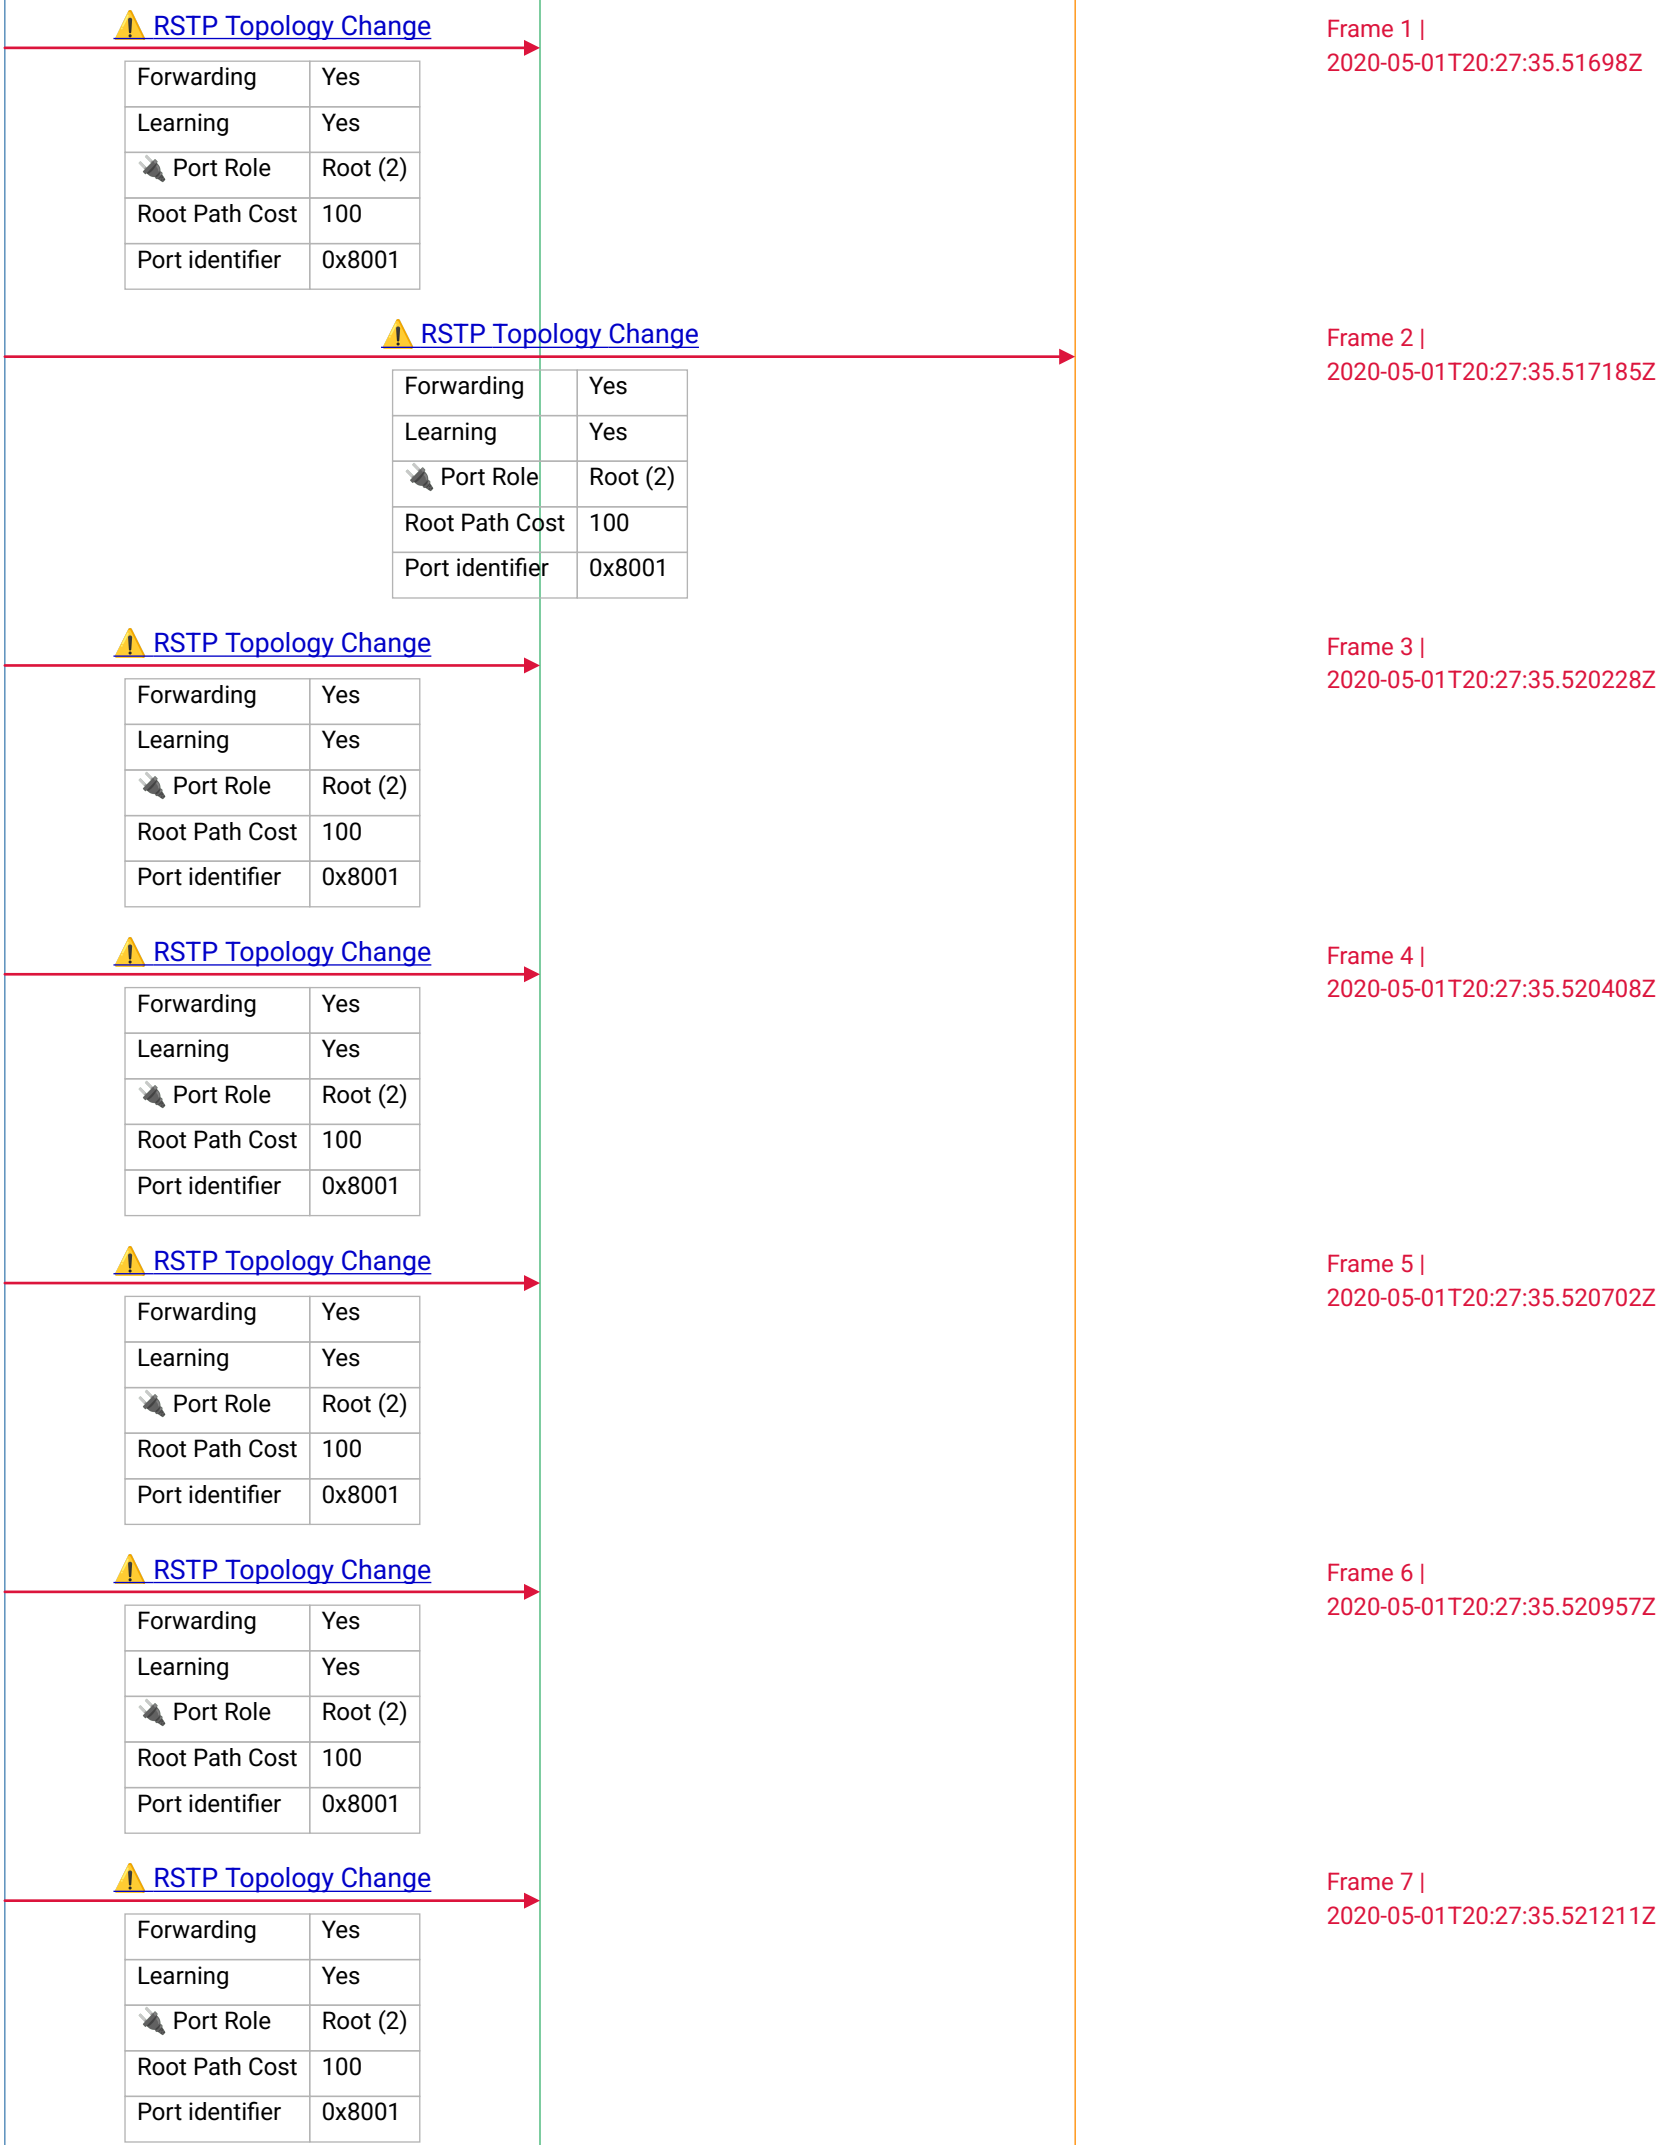 ⚠️ RSTP Topology Change
Frame 1 |
2020-05-01T20:27:35.51698Z
Forwarding Yes
Learning Yes
🔌 Port Role Root (2)
Root Path Cost 100
Port identifier 0x8001
⚠️ RSTP Topology Change
Frame 2 |
2020-05-01T20:27:35.517185Z
Forwarding Yes
Learning Yes
🔌 Port Role Root (2)
Root Path Cost 100
Port identifier 0x8001
⚠️ RSTP Topology Change
Frame 3 |
2020-05-01T20:27:35.520228Z
Forwarding Yes
Learning Yes
🔌 Port Role Root (2)
Root Path Cost 100
Port identifier 0x8001
⚠️ RSTP Topology Change
Frame 4 |
2020-05-01T20:27:35.520408Z
Forwarding Yes
Learning Yes
🔌 Port Role Root (2)
Root Path Cost 100
Port identifier 0x8001
⚠️ RSTP Topology Change
Frame 5 |
2020-05-01T20:27:35.520702Z
Forwarding Yes
Learning Yes
🔌 Port Role Root (2)
Root Path Cost 100
Port identifier 0x8001
⚠️ RSTP Topology Change
Frame 6 |
2020-05-01T20:27:35.520957Z
Forwarding Yes
Learning Yes
🔌 Port Role Root (2)
Root Path Cost 100
Port identifier 0x8001
⚠️ RSTP Topology Change
Frame 7 |
2020-05-01T20:27:35.521211Z
Forwarding Yes
Learning Yes
🔌 Port Role Root (2)
Root Path Cost 100
Port identifier 0x8001